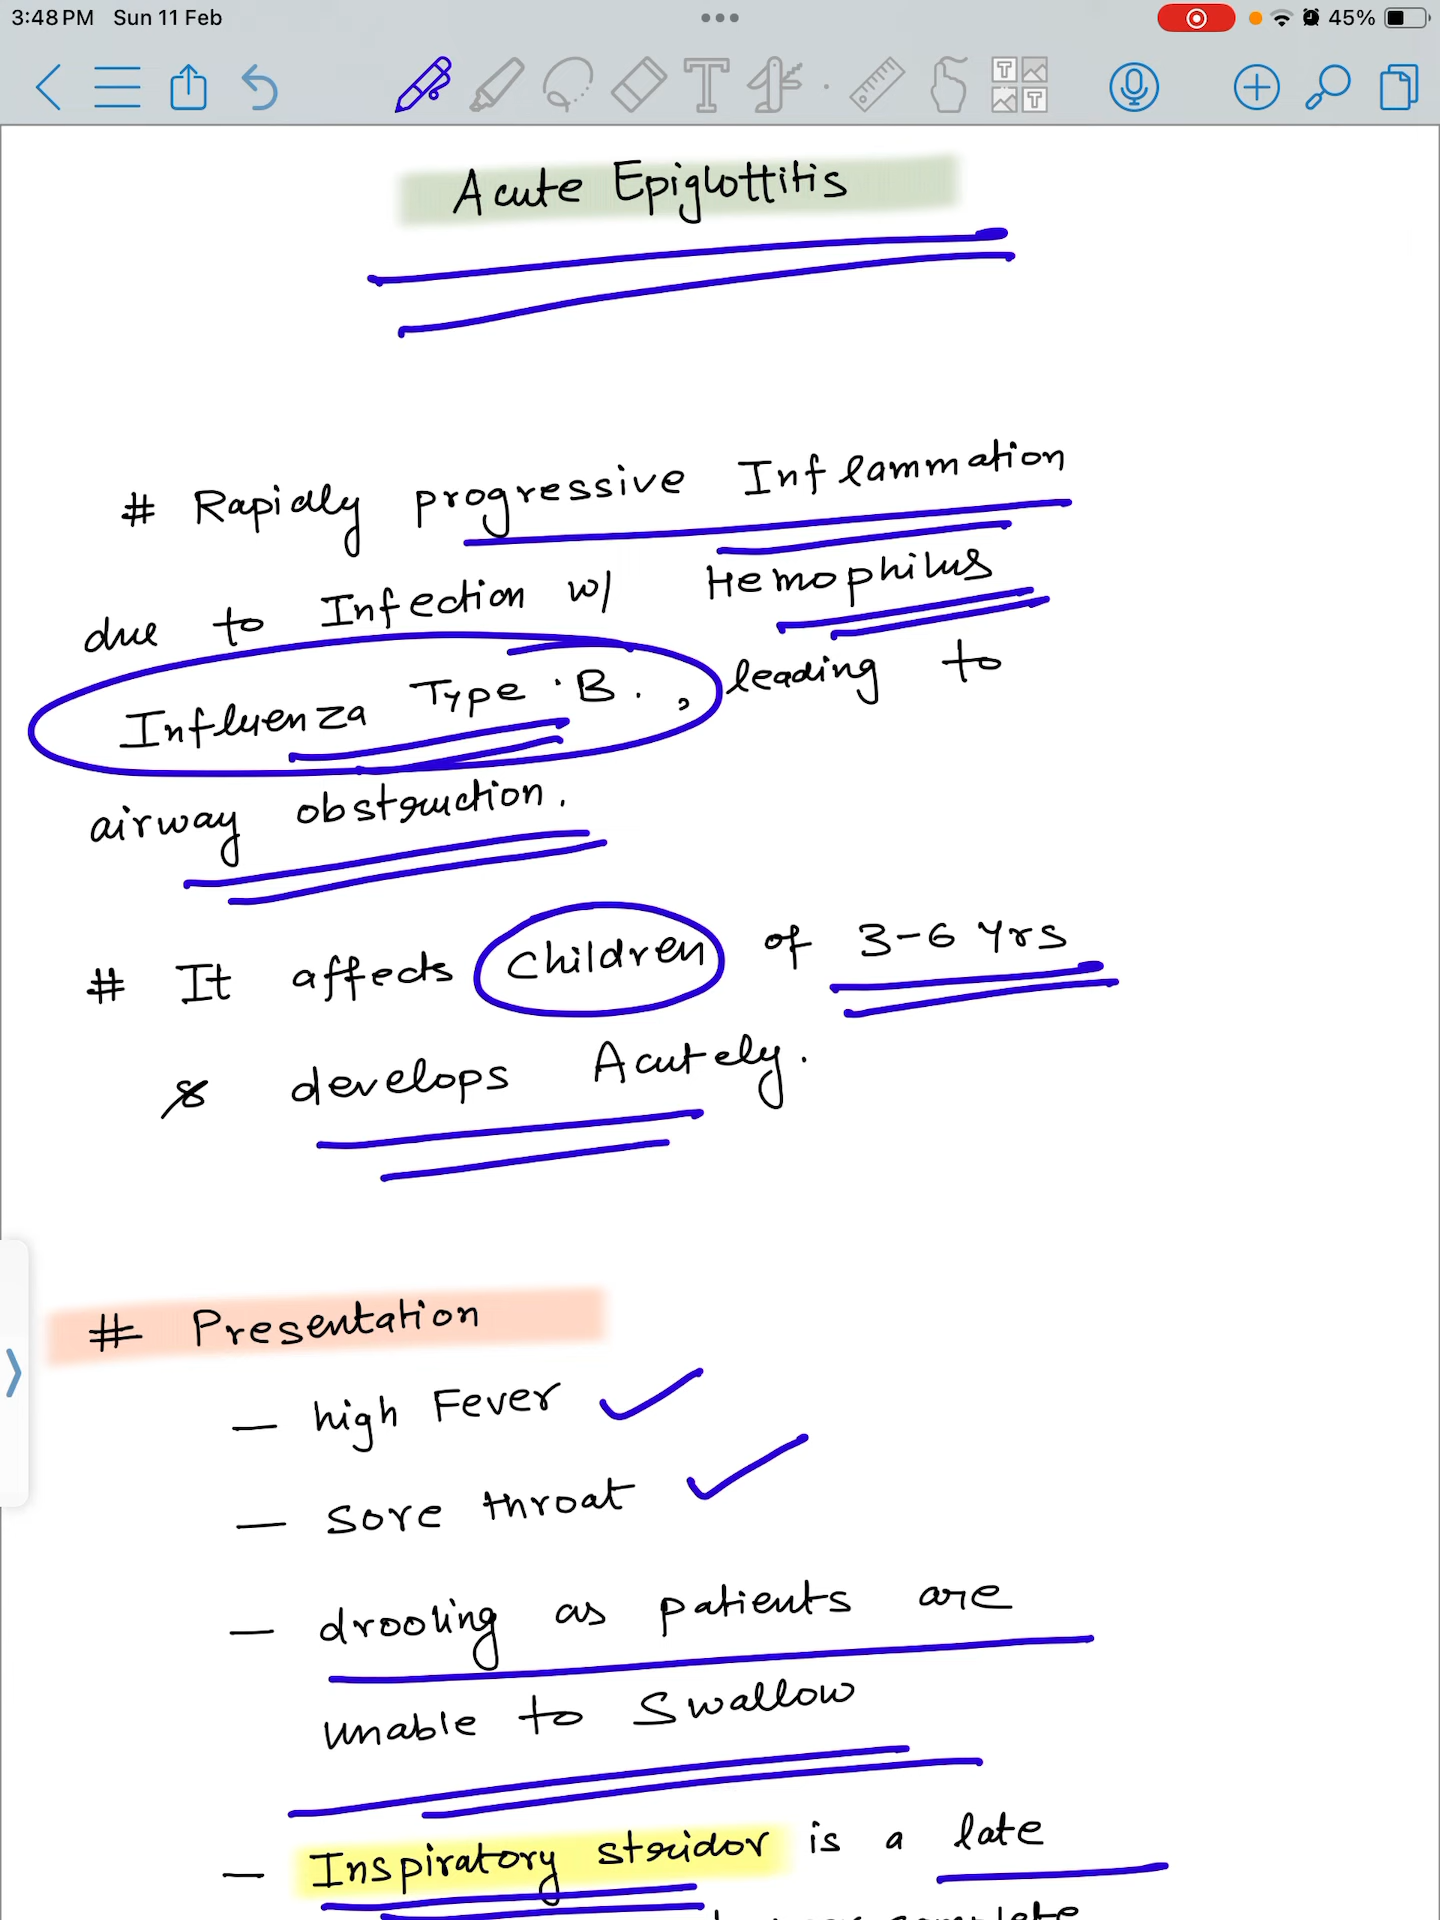 3:48 PM Sun 11 Feb
45%
Acute Epiglottitis
# Rapidly progressive Inflammation
due to Infection w/ Hemophilus
Influenza Type B., leading to
airway obstruction.
# It affects children of 3-6 Yrs
& develops Acutely.
# Presentation
— high Fever ✓
— sore throat ✓
— drooling as patients are
unable to Swallow
— Inspiratory stridor is a late
complete